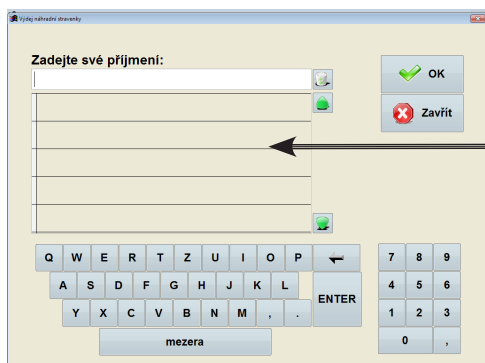 Výdej náhradní stravenky
Zadejte své příjmení:
OK
Zavřít
Q W E R T Z U I O P 7 8 9
A S D F G H J K L ENTER 4 5 6
Y X C V B N M , . 1 2 3
mezera 0 ,